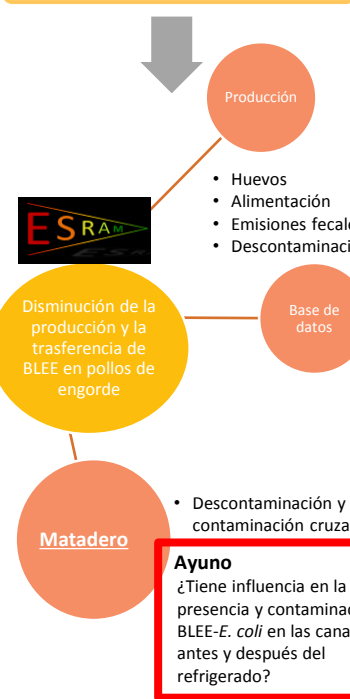 Producción
• Huevos
• Alimentación
• Emisiones fecal
• Descontaminaci
ESRAM
Disminución de la
producción y la
trasferencia de
BLEE en pollos de
engorde
Base de
datos
Matadero
• Descontaminación y
contaminación cruza
Ayuno
¿Tiene influencia en la
presencia y contaminac
BLEE-E. coli en las cana
antes y después del
refrigerado?